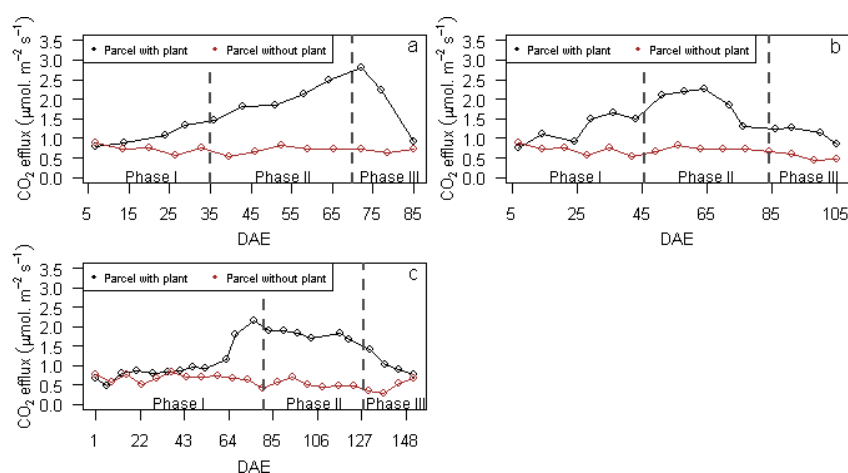 CO2 efflux (µmol. m−2 s−1)
3.5
3.0
2.5
2.0
1.5
1.0
0.5
0.0
Parcel with plant Parcel without plant
a
Phase I Phase II Phase III
5 15 25 35 45 55 65 75 85
DAE
CO2 efflux (µmol. m−2 s−1)
3.5
3.0
2.5
2.0
1.5
1.0
0.5
0.0
Parcel with plant Parcel without plant
b
Phase I Phase II Phase III
5 25 45 65 85 105
DAE
CO2 efflux (µmol. m−2 s−1)
3.5
3.0
2.5
2.0
1.5
1.0
0.5
0.0
Parcel with plant Parcel without plant
c
Phase I Phase II Phase III
1 22 43 64 85 106 127 148
DAE